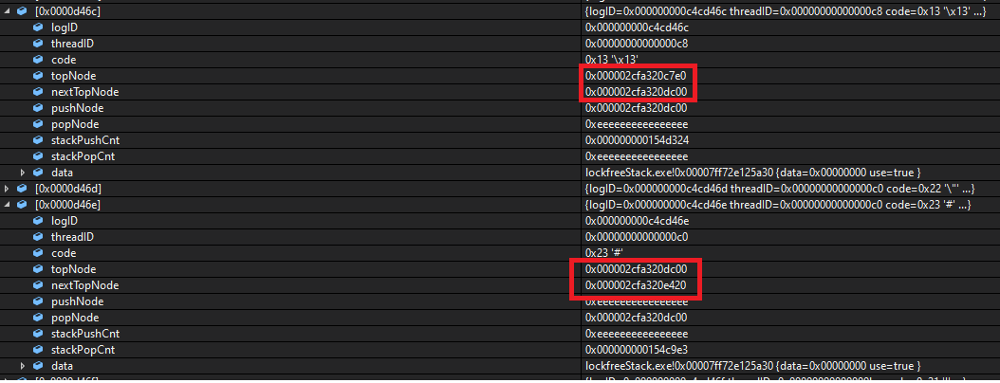 [0x0000d46c] {logID=0x000000000c4cd46c threadID=0x00000000000000c8 code=0x13 '\x13' ...}
logID 0x000000000c4cd46c
threadID 0x00000000000000c8
code 0x13 '\x13'
topNode 0x000002cfa320c7e0
nextTopNode 0x000002cfa320dc00
pushNode 0x000002cfa320dc00
popNode 0xeeeeeeeeeeeeeeee
stackPushCnt 0x000000000154d324
stackPopCnt 0xeeeeeeeeeeeeeeee
data lockfreeStack.exe!0x00007ff72e125a30 {data=0x00000000 use=true }
[0x0000d46d] {logID=0x000000000c4cd46d threadID=0x00000000000000c0 code=0x22 '\"' ...}
[0x0000d46e] {logID=0x000000000c4cd46e threadID=0x00000000000000c0 code=0x23 '#' ...}
logID 0x000000000c4cd46e
threadID 0x00000000000000c0
code 0x23 '#'
topNode 0x000002cfa320dc00
nextTopNode 0x000002cfa320e420
pushNode 0xeeeeeeeeeeeeeeee
popNode 0x000002cfa320dc00
stackPushCnt 0xeeeeeeeeeeeeeeee
stackPopCnt 0x000000000154c9e3
data lockfreeStack.exe!0x00007ff72e125a30 {data=0x00000000 use=true }